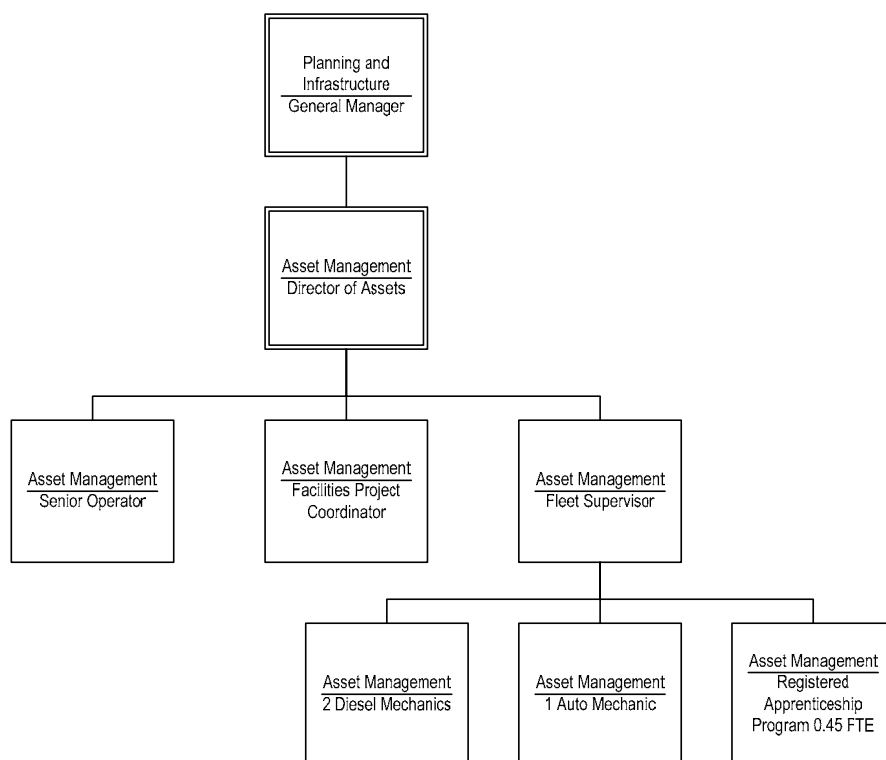 Planning and
Infrastructure
General Manager
Asset Management
Director of Assets
Asset Management
Senior Operator
Asset Management
Facilities Project
Coordinator
Asset Management
Fleet Supervisor
Asset Management
2 Diesel Mechanics
Asset Management
1 Auto Mechanic
Asset Management
Registered
Apprenticeship
Program 0.45 FTE